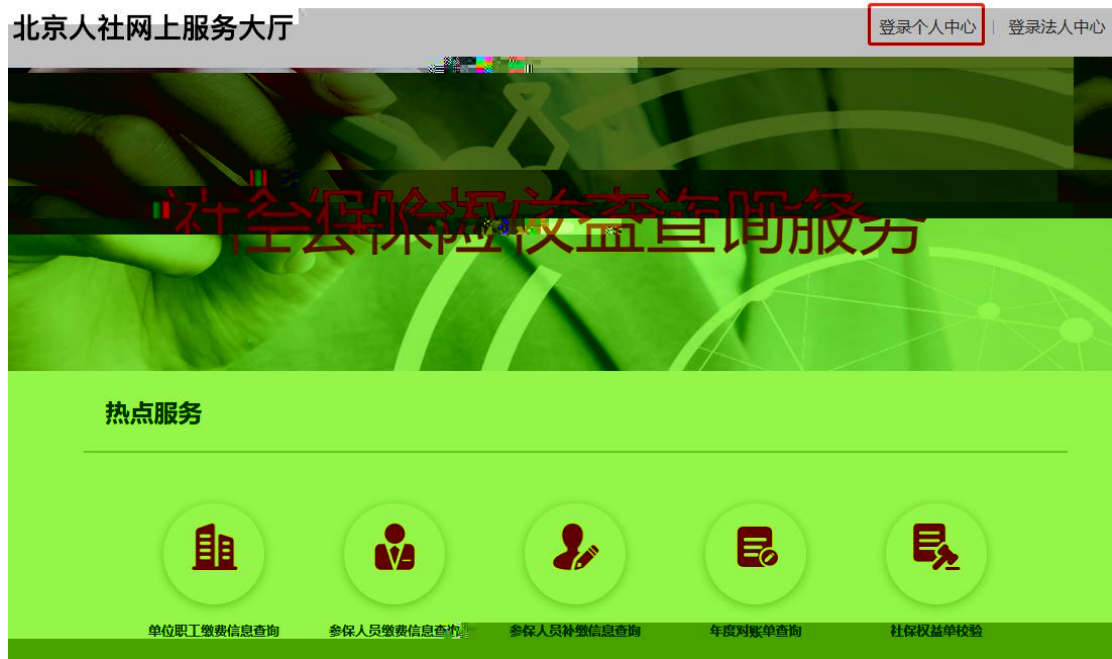 北京人社网上服务大厅
登录个人中心 | 登录法人中心
社会保险权益查询服务
热点服务
单位职工缴费信息查询
参保人员缴费信息查询
参保人员补缴信息查询
年度对账单查询
社保权益单校验